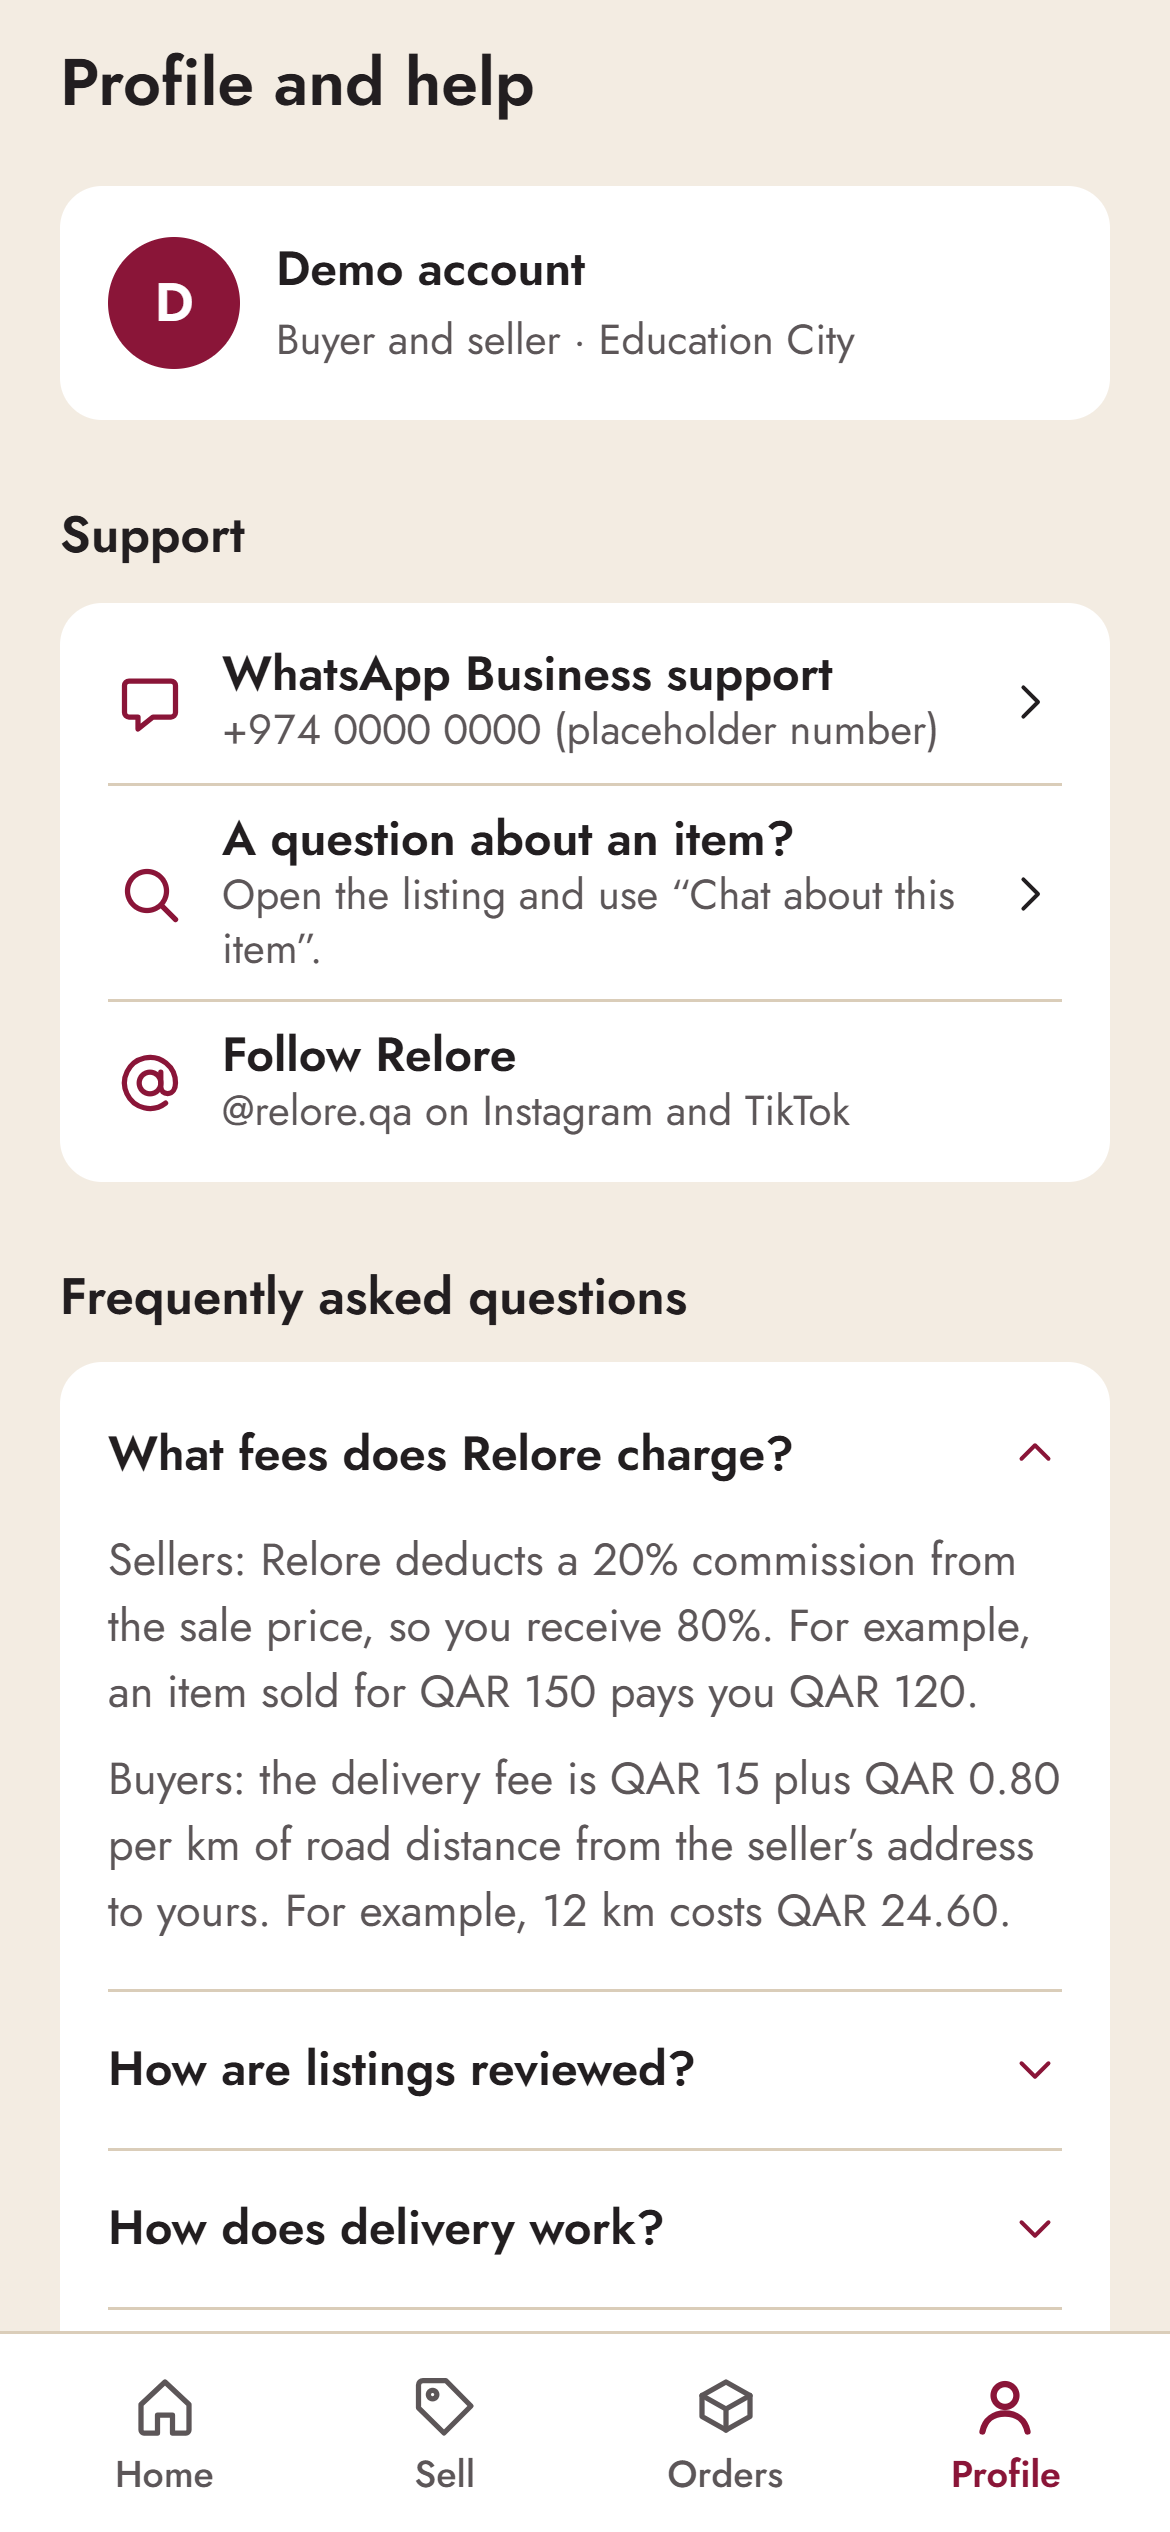 Profile and help
D
Demo account
Buyer and seller · Education City
Support
WhatsApp Business support
+974 0000 0000 (placeholder number)
A question about an item?
Open the listing and use “Chat about this
item”.
Follow Relore
@relore.qa on Instagram and TikTok
Frequently asked questions
What fees does Relore charge?
Sellers: Relore deducts a 20% commission from
the sale price, so you receive 80%. For example,
an item sold for QAR 150 pays you QAR 120.
Buyers: the delivery fee is QAR 15 plus QAR 0.80
per km of road distance from the seller’s address
to yours. For example, 12 km costs QAR 24.60.
How are listings reviewed?
How does delivery work?
Home
Sell
Orders
Profile